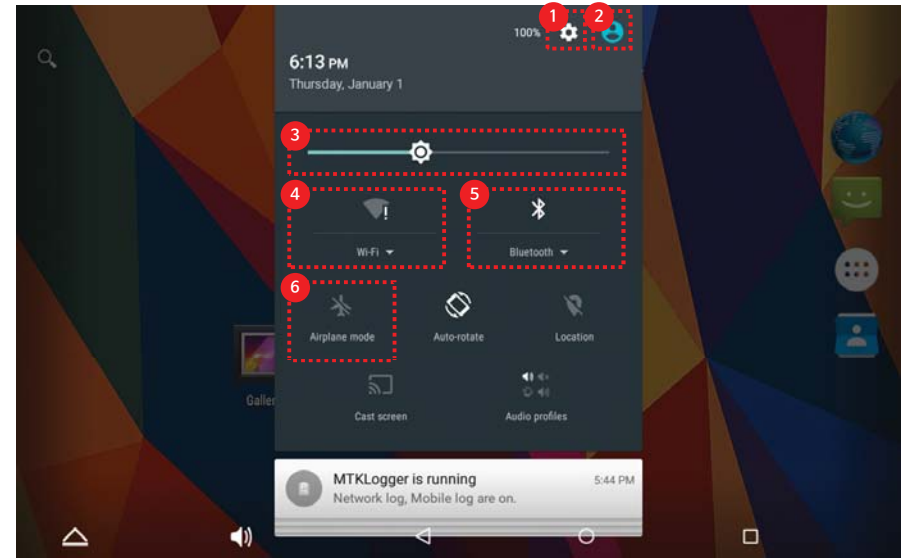 1
2
100%
6:13 PM
Thursday, January 1
3
4
5
Wi-Fi
Bluetooth
6
Airplane mode
Auto-rotate
Location
Galler
Cast screen
Audio profiles
MTKLogger is running
5:44 PM
Network log, Mobile log are on.